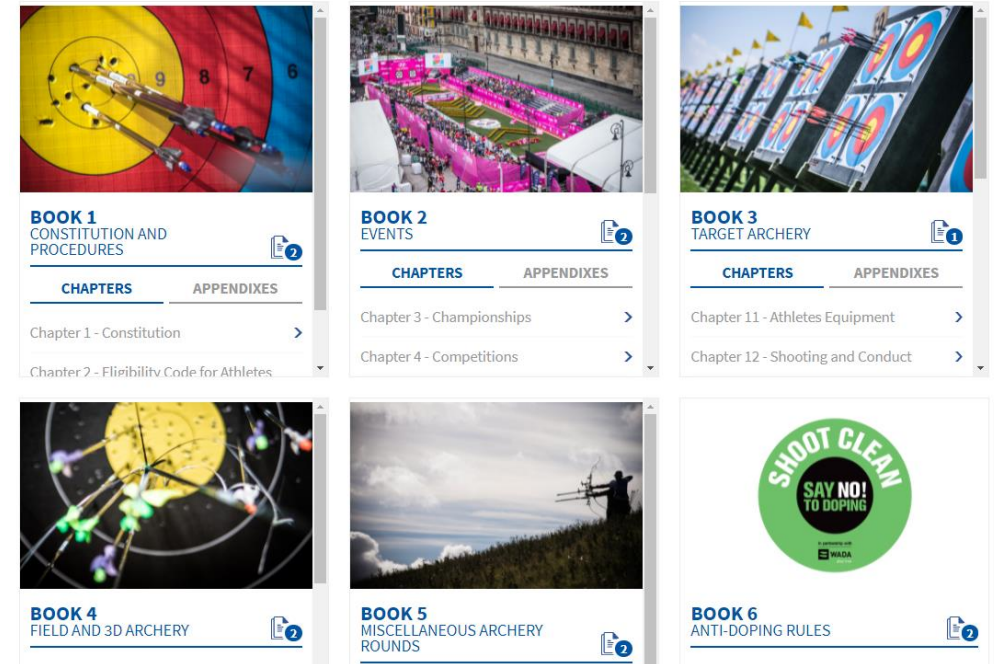 9 8 7 6
BOOK 1
CONSTITUTION AND
PROCEDURES
2
CHAPTERS APPENDIXES
Chapter 1 - Constitution
Chapter 2 - Eligibility Code for Athletes
BOOK 2
EVENTS
2
CHAPTERS APPENDIXES
Chapter 3 - Championships
Chapter 4 - Competitions
BOOK 3
TARGET ARCHERY
1
CHAPTERS APPENDIXES
Chapter 11 - Athletes Equipment
Chapter 12 - Shooting and Conduct
BOOK 4
FIELD AND 3D ARCHERY
2
BOOK 5
MISCELLANEOUS ARCHERY
ROUNDS
2
SHOOT CLEAN
SAY NO!
TO DOPING
In partnership with
WADA
BOOK 6
ANTI-DOPING RULES
2